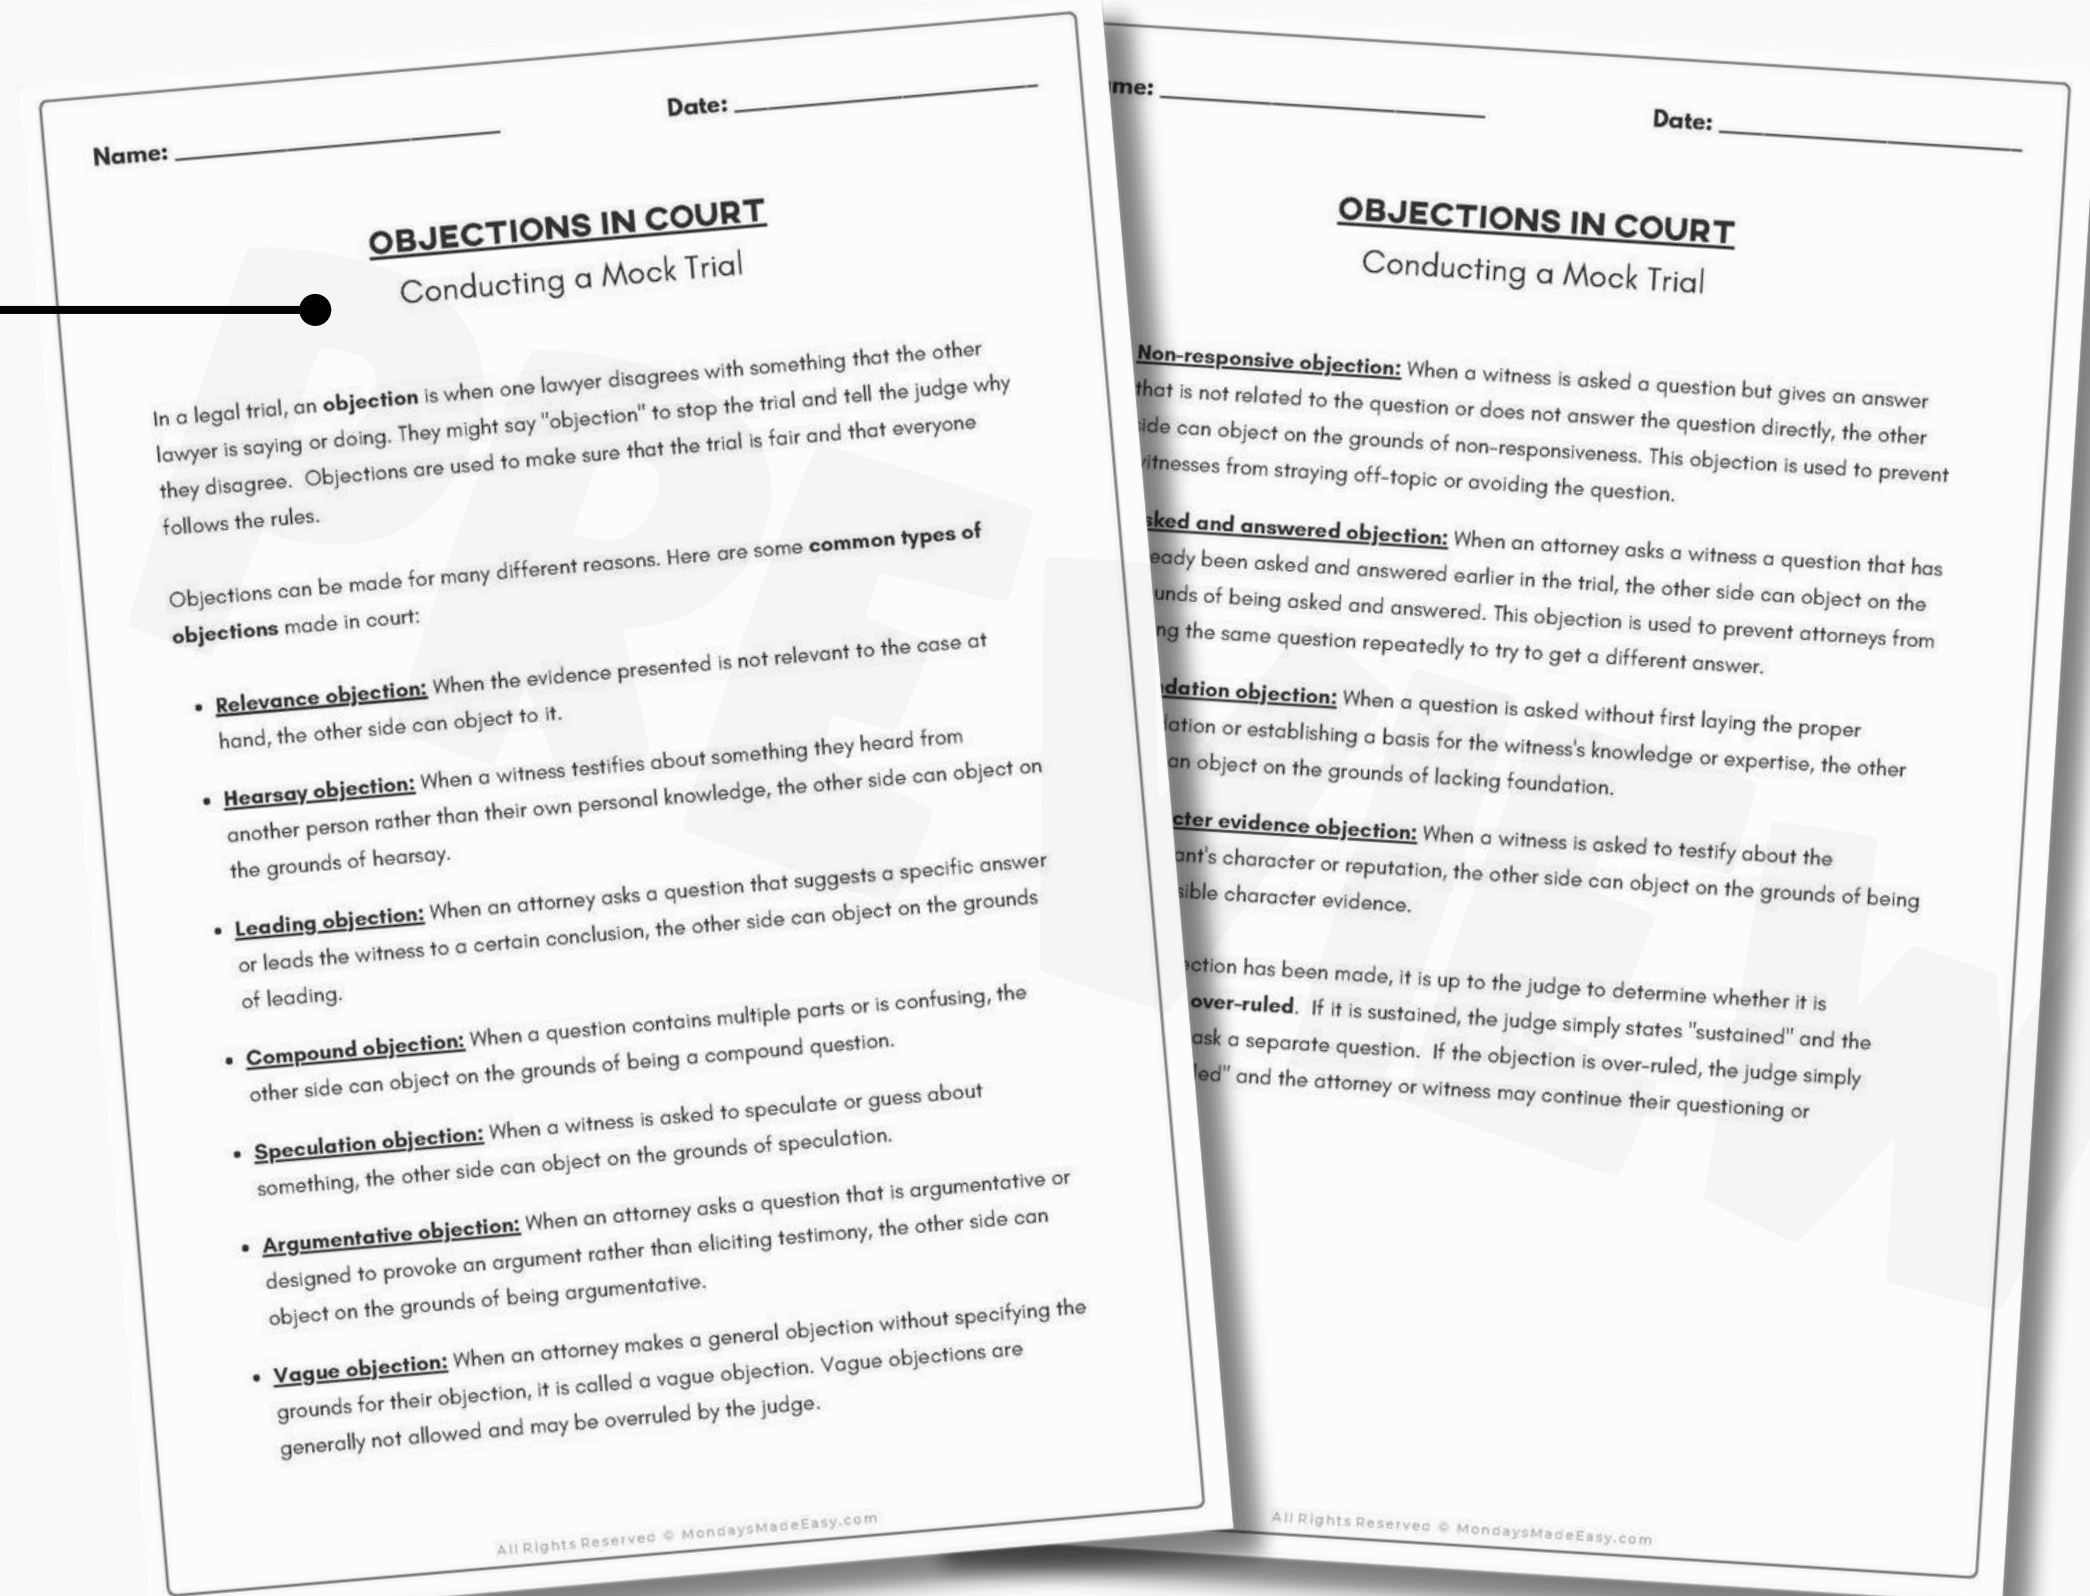 Name:
Date:
OBJECTIONS IN COURT
Conducting a Mock Trial
In a legal trial, an objection is when one lawyer disagrees with something that the other
lawyer is saying or doing. They might say "objection" to stop the trial and tell the judge why
they disagree. Objections are used to make sure that the trial is fair and that everyone
follows the rules.
Objections can be made for many different reasons. Here are some common types of
objections made in court:
• Relevance objection: When the evidence presented is not relevant to the case at
hand, the other side can object to it.
• Hearsay objection: When a witness testifies about something they heard from
another person rather than their own personal knowledge, the other side can object on
the grounds of hearsay.
• Leading objection: When an attorney asks a question that suggests a specific answer
or leads the witness to a certain conclusion, the other side can object on the grounds
of leading.
• Compound objection: When a question contains multiple parts or is confusing, the
other side can object on the grounds of being a compound question.
• Speculation objection: When a witness is asked to speculate or guess about
something, the other side can object on the grounds of speculation.
• Argumentative objection: When an attorney asks a question that is argumentative or
designed to provoke an argument rather than eliciting testimony, the other side can
object on the grounds of being argumentative.
• Vague objection: When an attorney makes a general objection without specifying the
grounds for their objection, it is called a vague objection. Vague objections are
generally not allowed and may be overruled by the judge.
All Rights Reserved © MondaysMadeEasy.com
me:
Date:
OBJECTIONS IN COURT
Conducting a Mock Trial
Non-responsive objection: When a witness is asked a question but gives an answer
that is not related to the question or does not answer the question directly, the other
ide can object on the grounds of non-responsiveness. This objection is used to prevent
itnesses from straying off-topic or avoiding the question.
sked and answered objection: When an attorney asks a witness a question that has
eady been asked and answered earlier in the trial, the other side can object on the
unds of being asked and answered. This objection is used to prevent attorneys from
ng the same question repeatedly to try to get a different answer.
dation objection: When a question is asked without first laying the proper
lation or establishing a basis for the witness's knowledge or expertise, the other
an object on the grounds of lacking foundation.
cter evidence objection: When a witness is asked to testify about the
ant's character or reputation, the other side can object on the grounds of being
sible character evidence.
ction has been made, it is up to the judge to determine whether it is
over-ruled. If it is sustained, the judge simply states "sustained" and the
ask a separate question. If the objection is over-ruled, the judge simply
led" and the attorney or witness may continue their questioning or
All Rights Reserved © MondaysMadeEasy.com
PREVIEW